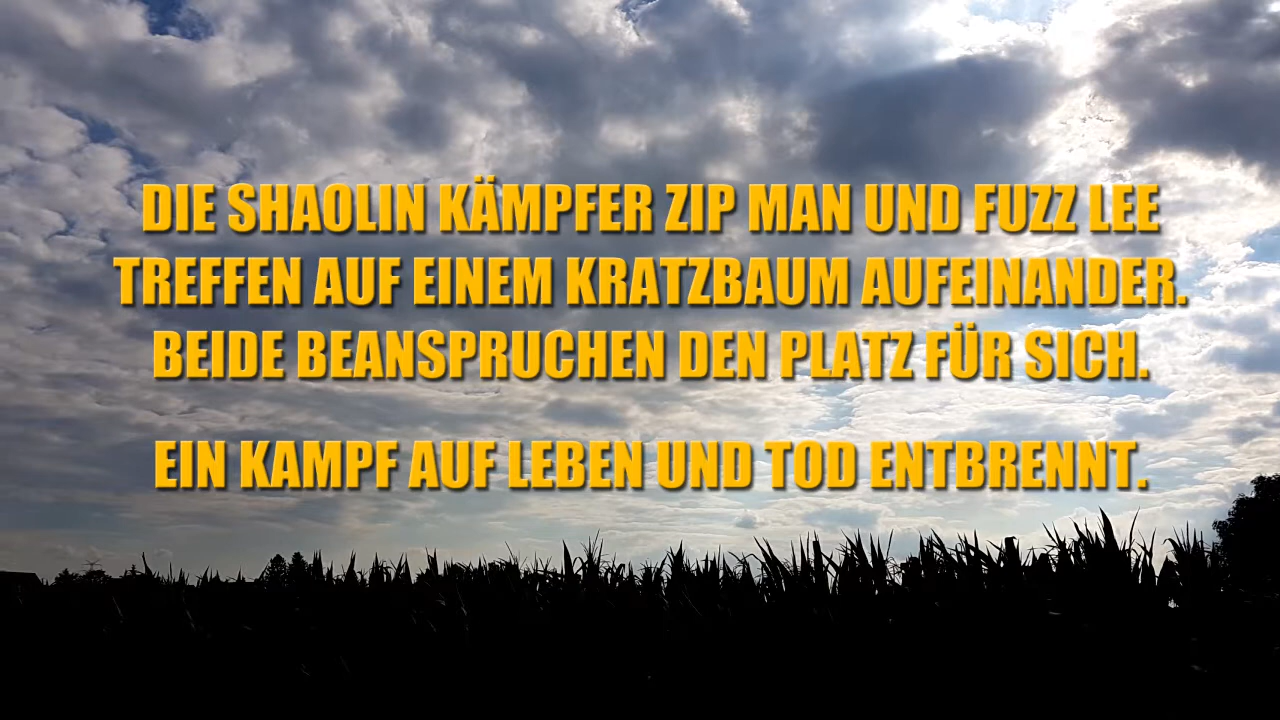 DIE SHAOLIN KÄMPFER ZIP MAN UND FUZZ LEE
TREFFEN AUF EINEM KRATZBAUM AUFEINANDER.
BEIDE BEANSPRUCHEN DEN PLATZ FÜR SICH.
EIN KAMPF AUF LEBEN UND TOD ENTBRENNT.